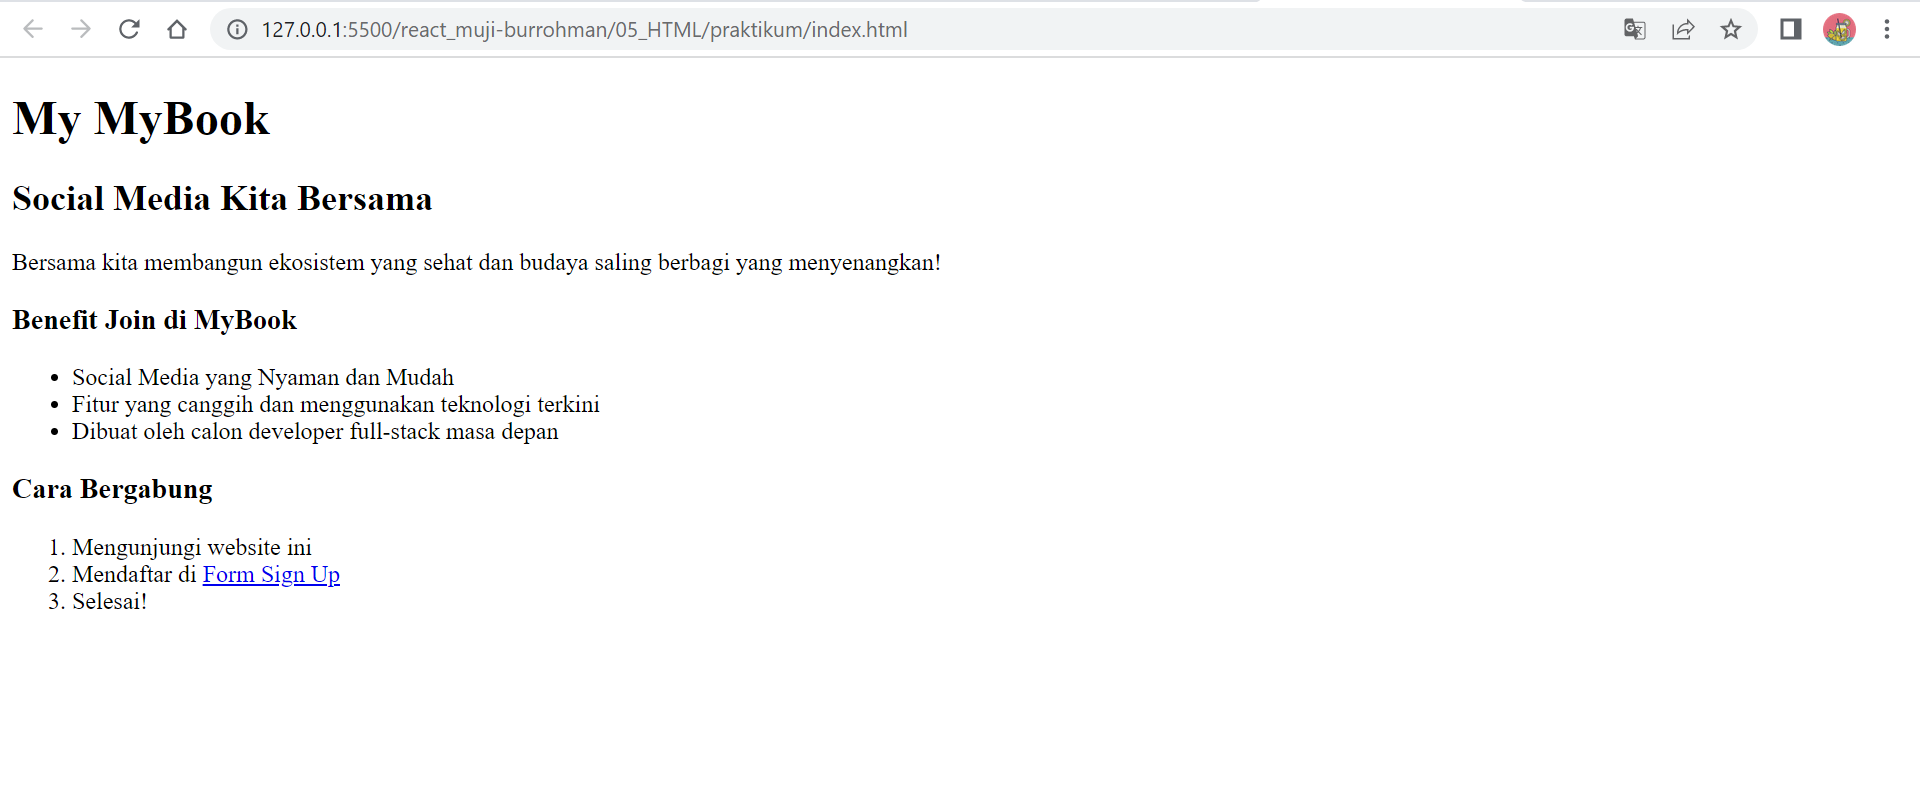 127.0.0.1:5500/react_muji-burrohman/05_HTML/praktikum/index.html
My MyBook
Social Media Kita Bersama
Bersama kita membangun ekosistem yang sehat dan budaya saling berbagi yang menyenangkan!
Benefit Join di MyBook
• Social Media yang Nyaman dan Mudah
• Fitur yang canggih dan menggunakan teknologi terkini
• Dibuat oleh calon developer full-stack masa depan
Cara Bergabung
1. Mengunjungi website ini
2. Mendaftar di Form Sign Up
3. Selesai!